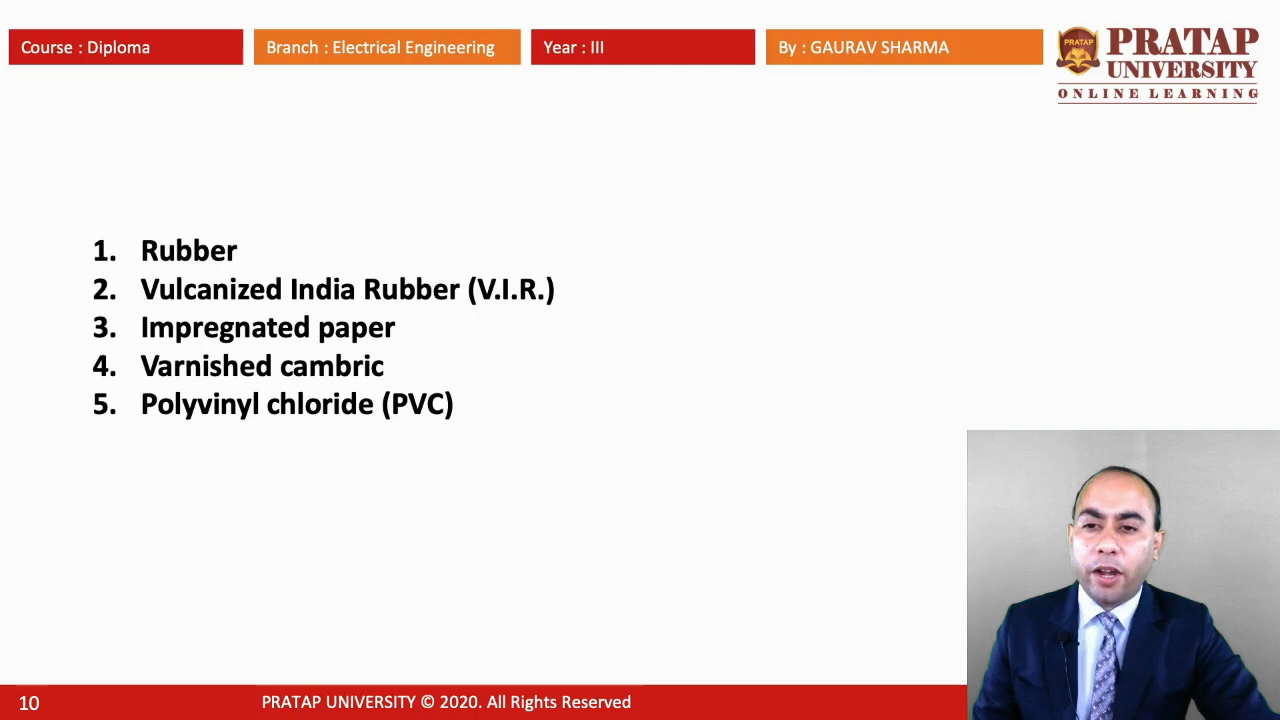 Course : Diploma
Branch : Electrical Engineering
Year : III
By : GAURAV SHARMA
PRATAP
PRATAP
UNIVERSITY
ONLINE LEARNING
1. Rubber
2. Vulcanized India Rubber (V.I.R.)
3. Impregnated paper
4. Varnished cambric
5. Polyvinyl chloride (PVC)
10
PRATAP UNIVERSITY © 2020. All Rights Reserved